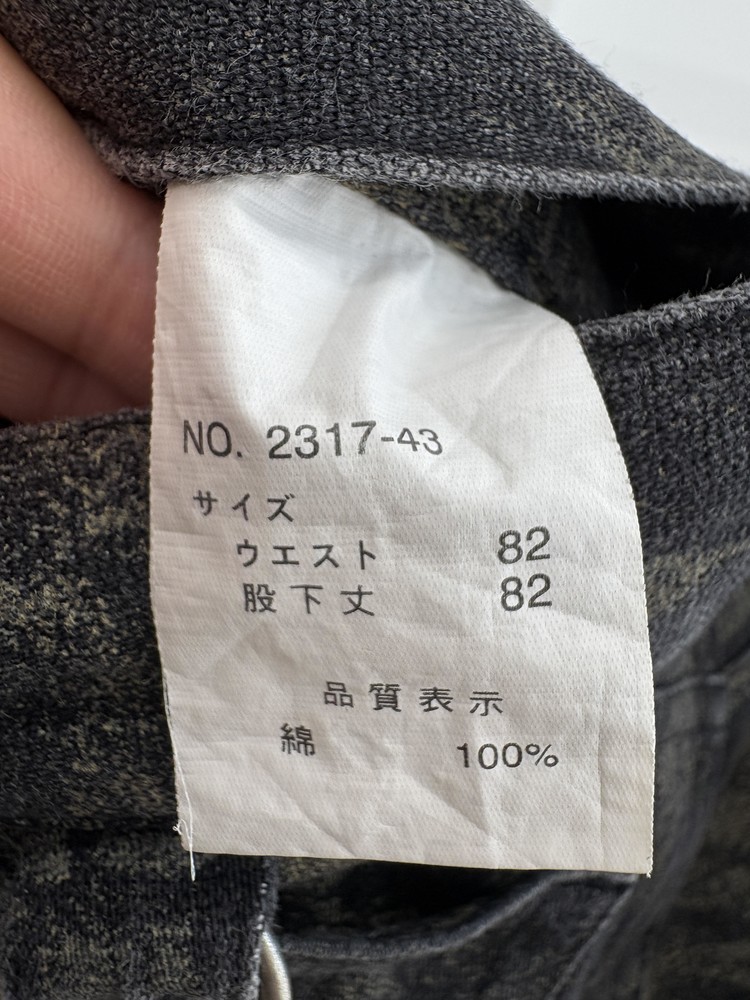 NO. 2317-43
サイズ
ウエスト 82
股下丈 82
品質表示
綿 100%